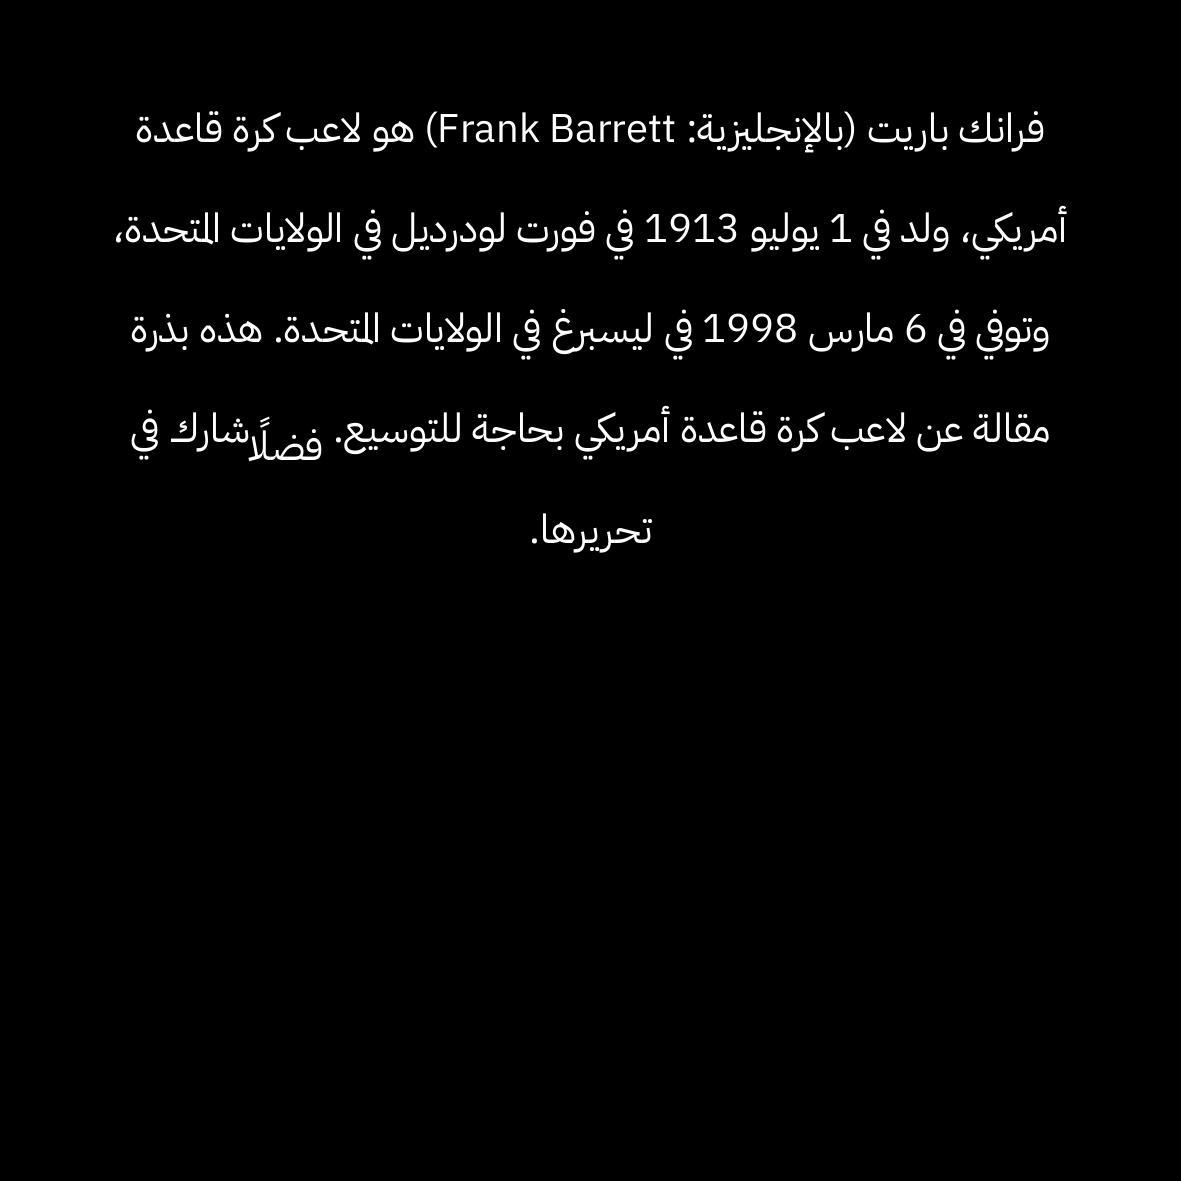 فرانك باريت (بالإنجليزية: Frank Barrett) هو لاعب كرة قاعدة
أمريكي، ولد في 1 يوليو 1913 في فورت لودرديل في الولايات المتحدة،
وتوفي في 6 مارس 1998 في ليسبرغ في الولايات المتحدة. هذه بذرة
مقالة عن لاعب كرة قاعدة أمريكي بحاجة للتوسيع. فضلًا شارك في
تحريرها.